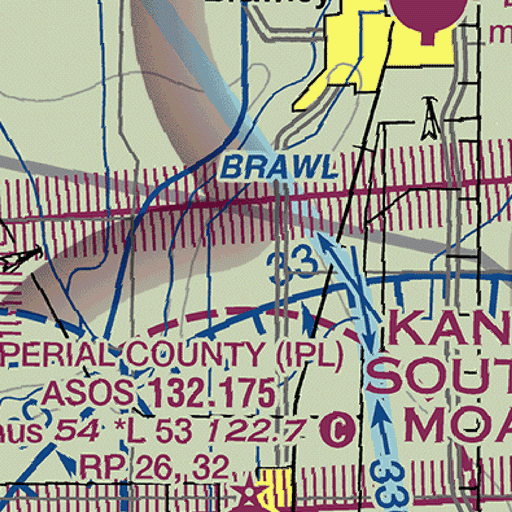 BRAWL
33
KAN
PERIAL COUNTY (IPL)
SOUT
ASOS 132.175
54 *L 53 122.7 C
MOA
RP 26, 32
33